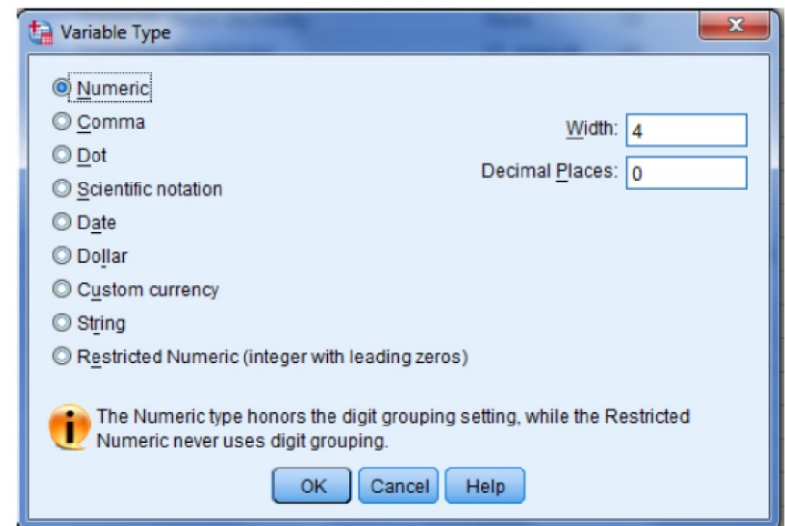 Variable Type
Numeric
Comma
Dot
Scientific notation
Date
Dollar
Custom currency
String
Restricted Numeric (integer with leading zeros)
Width: 4
Decimal Places: 0
The Numeric type honors the digit grouping setting, while the Restricted
Numeric never uses digit grouping.
OK Cancel Help